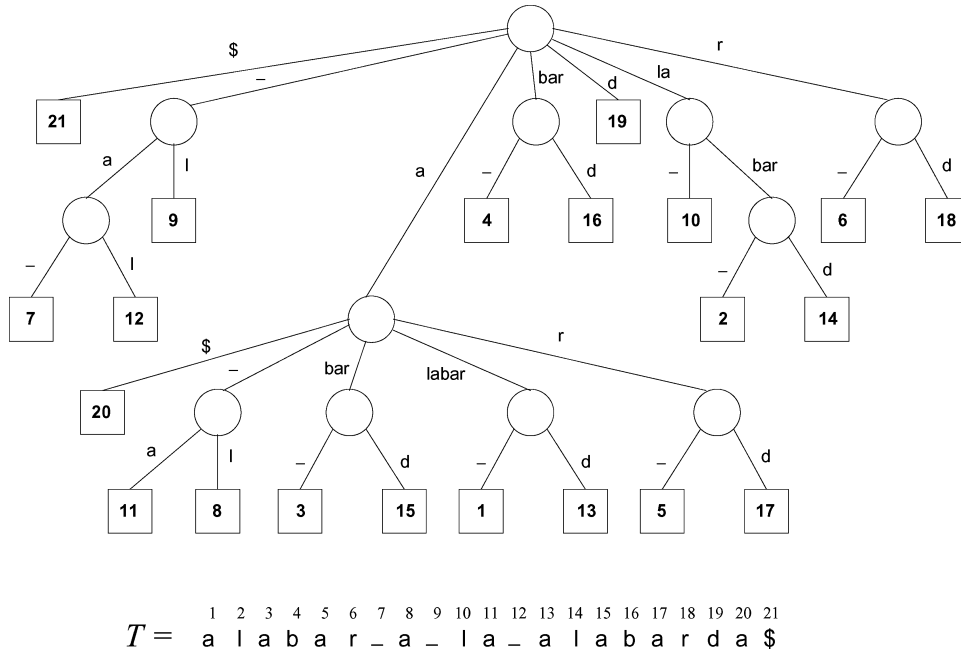 $ _ a bar d la r
21 19
a l _ d _ bar _ d
9 4 16 10 6 18
_ l _ d
7 12 2 14
$ _ bar labar r
20
a l _ d _ d _ d
11 8 3 15 1 13 5 17
1 2 3 4 5 6 7 8 9 10 11 12 13 14 15 16 17 18 19 20 21
T = a l a b a r _ a _ l a _ a l a b a r d a $